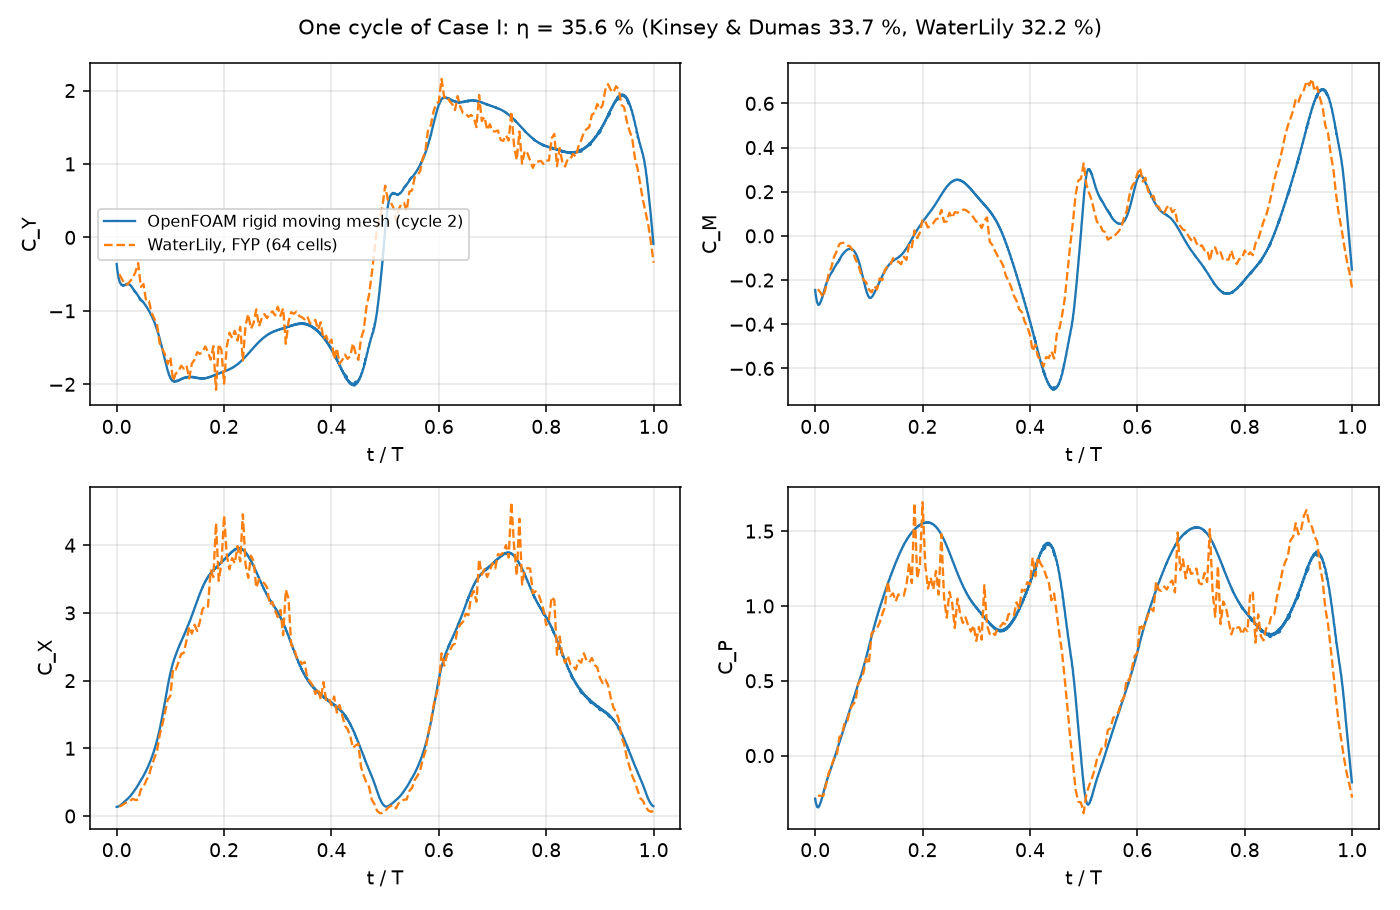 One cycle of Case I: η = 35.6 % (Kinsey & Dumas 33.7 %, WaterLily 32.2 %)
C_Y
2
1
0
−1
−2
OpenFOAM rigid moving mesh (cycle 2)
WaterLily, FYP (64 cells)
0.0 0.2 0.4 0.6 0.8 1.0
t / T
C_M
0.6
0.4
0.2
0.0
−0.2
−0.4
−0.6
0.0 0.2 0.4 0.6 0.8 1.0
t / T
C_X
4
3
2
1
0
0.0 0.2 0.4 0.6 0.8 1.0
t / T
C_P
1.5
1.0
0.5
0.0
0.0 0.2 0.4 0.6 0.8 1.0
t / T